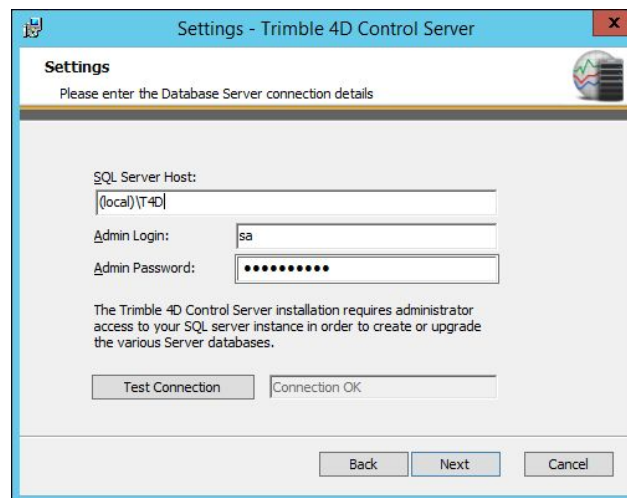 Settings - Trimble 4D Control Server
x
Settings
Please enter the Database Server connection details
SQL Server Host:
(local)\T4D
Admin Login:
sa
Admin Password:
●●●●●●●●●●
The Trimble 4D Control Server installation requires administrator
access to your SQL server instance in order to create or upgrade
the various Server databases.
Test Connection
Connection OK
Back
Next
Cancel